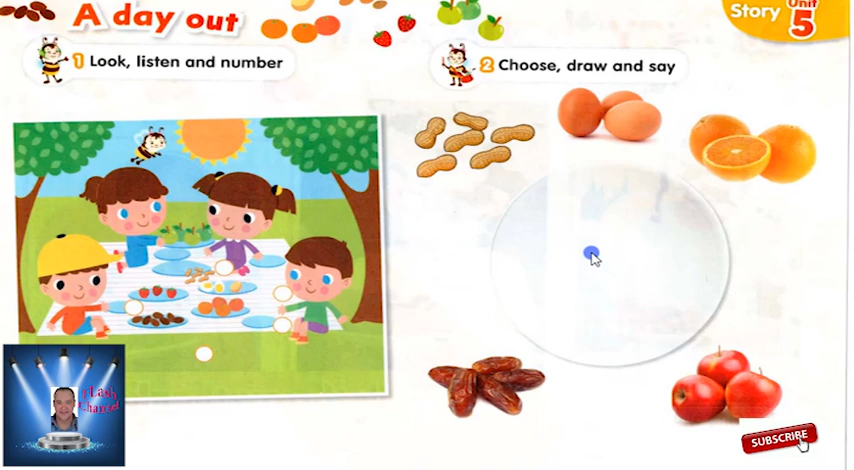 A day out
Story Unit 5
1 Look, listen and number
2 Choose, draw and say
Flash
Channel
SUBSCRIBE